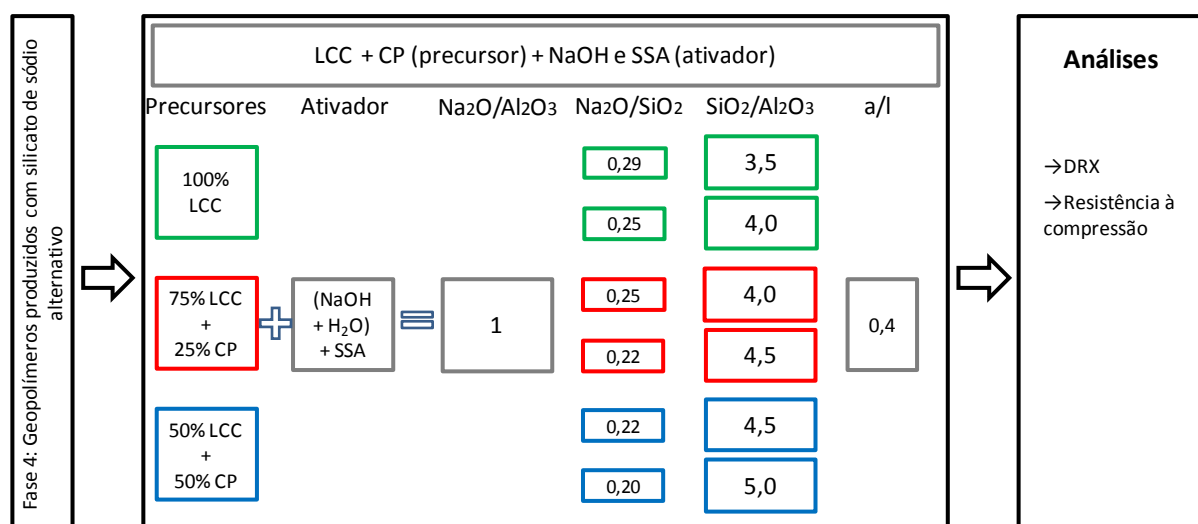 Fase 4: Geopolímeros produzidos com silicato de sódio
alternativo
LCC + CP (precursor) + NaOH e SSA (ativador)
Precursores Ativador Na2O/Al2O3 Na2O/SiO2 SiO2/Al2O3 a/l
100%
LCC
0,29 3,5
0,25 4,0
75% LCC
+
25% CP
(NaOH
+ H2O)
+ SSA
1
0,25 4,0
0,22 4,5
0,4
50% LCC
+
50% CP
0,22 4,5
0,20 5,0
Análises
→DRX
→Resistência à
compressão